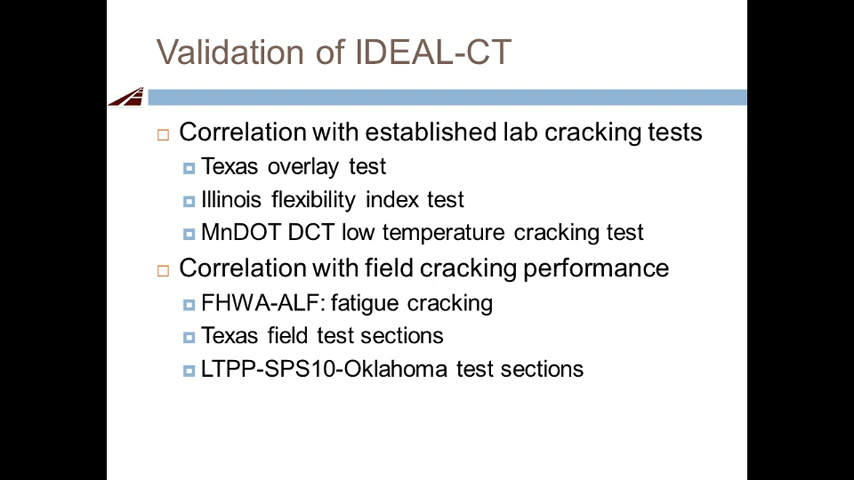 Validation of IDEAL-CT
Correlation with established lab cracking tests
Texas overlay test
Illinois flexibility index test
MnDOT DCT low temperature cracking test
Correlation with field cracking performance
FHWA-ALF: fatigue cracking
Texas field test sections
LTPP-SPS10-Oklahoma test sections